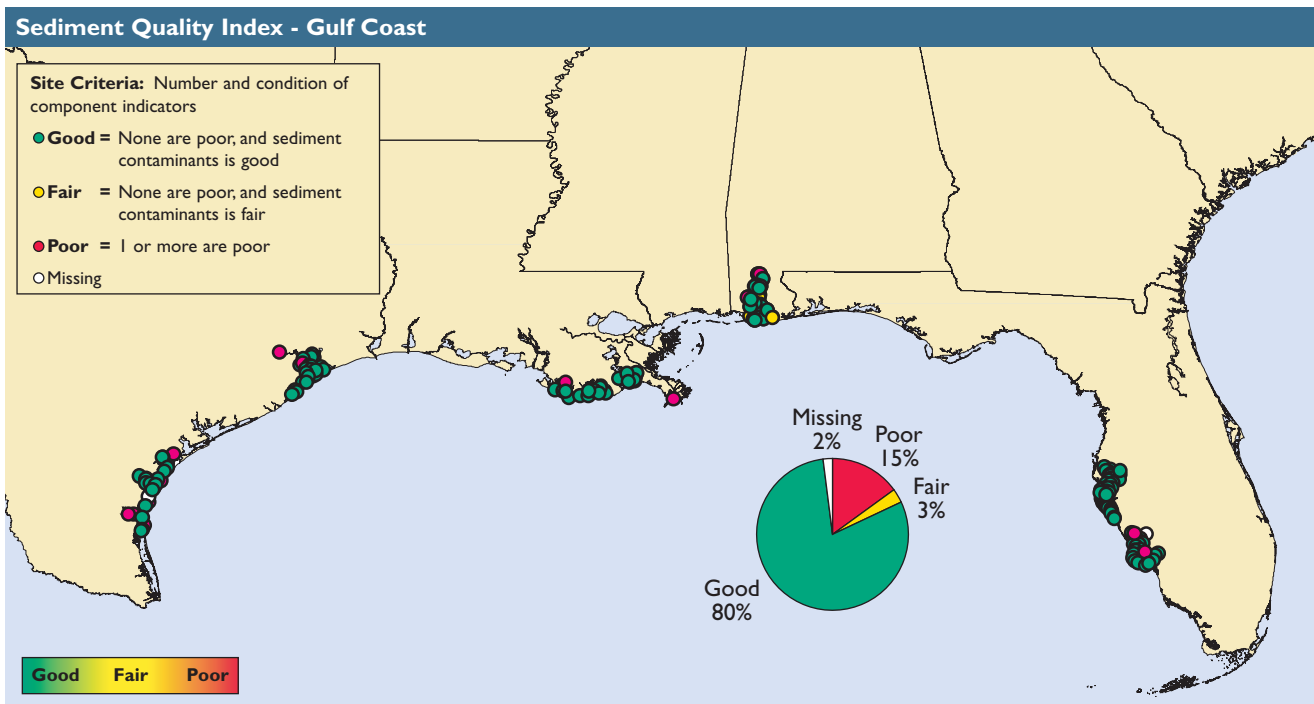 Sediment Quality Index - Gulf Coast
Site Criteria: Number and condition of
component indicators
Good = None are poor, and sediment
contaminants is good
Fair = None are poor, and sediment
contaminants is fair
Poor = 1 or more are poor
Missing
Missing
2%
Poor
15%
Fair
3%
Good
80%
Good Fair Poor